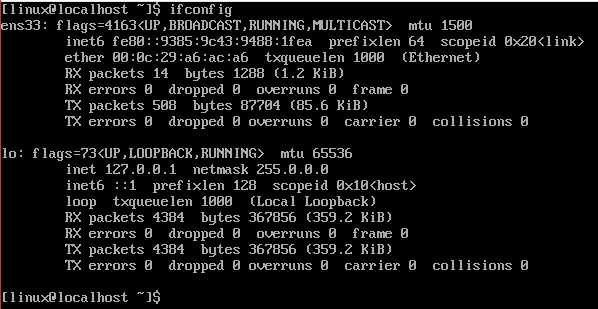 [linux@localhost ~]$ ifconfig
ens33: flags=4163<UP,BROADCAST,RUNNING,MULTICAST>  mtu 1500
        inet6 fe80::9385:9c43:9488:1fea  prefixlen 64  scopeid 0x20<link>
        ether 00:0c:29:a6:ac:a6  txqueuelen 1000  (Ethernet)
        RX packets 14  bytes 1288 (1.2 KiB)
        RX errors 0  dropped 0  overruns 0  frame 0
        TX packets 508  bytes 87704 (85.6 KiB)
        TX errors 0  dropped 0 overruns 0  carrier 0  collisions 0
lo: flags=73<UP,LOOPBACK,RUNNING>  mtu 65536
        inet 127.0.0.1  netmask 255.0.0.0
        inet6 ::1  prefixlen 128  scopeid 0x10<host>
        loop  txqueuelen 1000  (Local Loopback)
        RX packets 4384  bytes 367856 (359.2 KiB)
        RX errors 0  dropped 0  overruns 0  frame 0
        TX packets 4384  bytes 367856 (359.2 KiB)
        TX errors 0  dropped 0 overruns 0  carrier 0  collisions 0
[linux@localhost ~]$